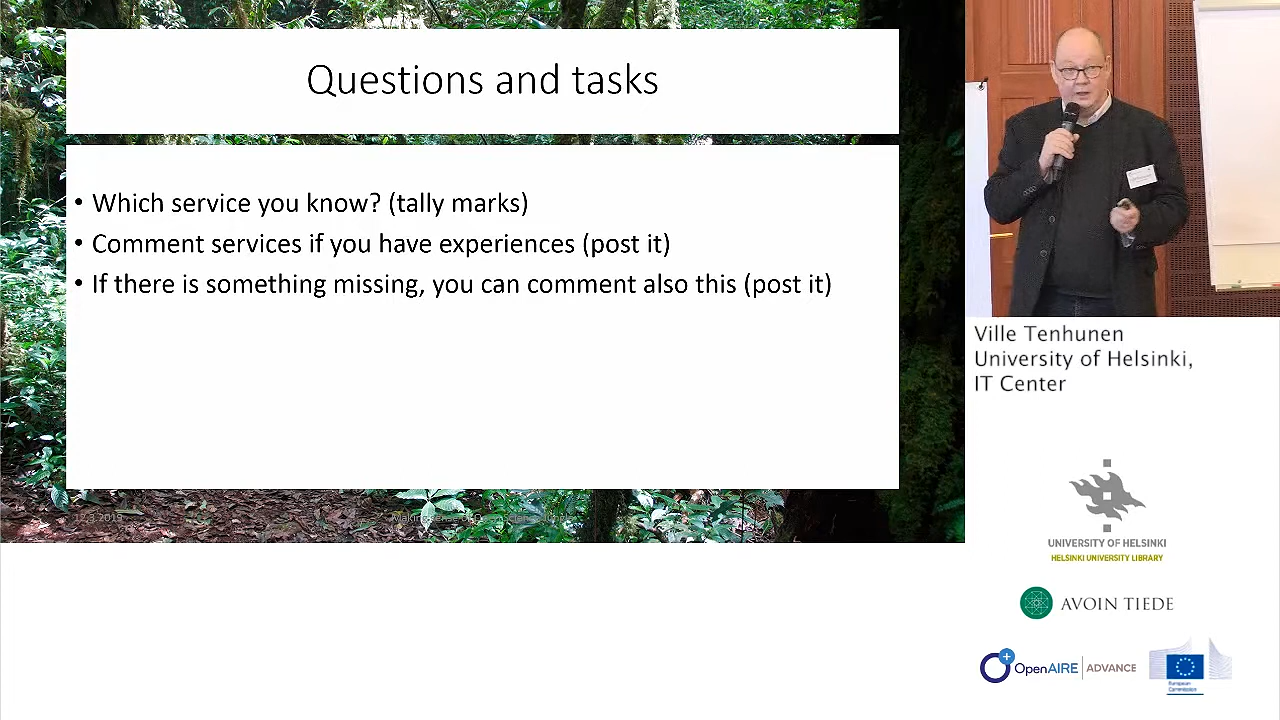 Questions and tasks
• Which service you know? (tally marks)
• Comment services if you have experiences (post it)
• If there is something missing, you can comment also this (post it)
Ville Tenhunen
University of Helsinki,
IT Center
UNIVERSITY OF HELSINKI
HELSINKI UNIVERSITY LIBRARY
AVOIN TIEDE
OpenAIRE ADVANCE
European
Commission